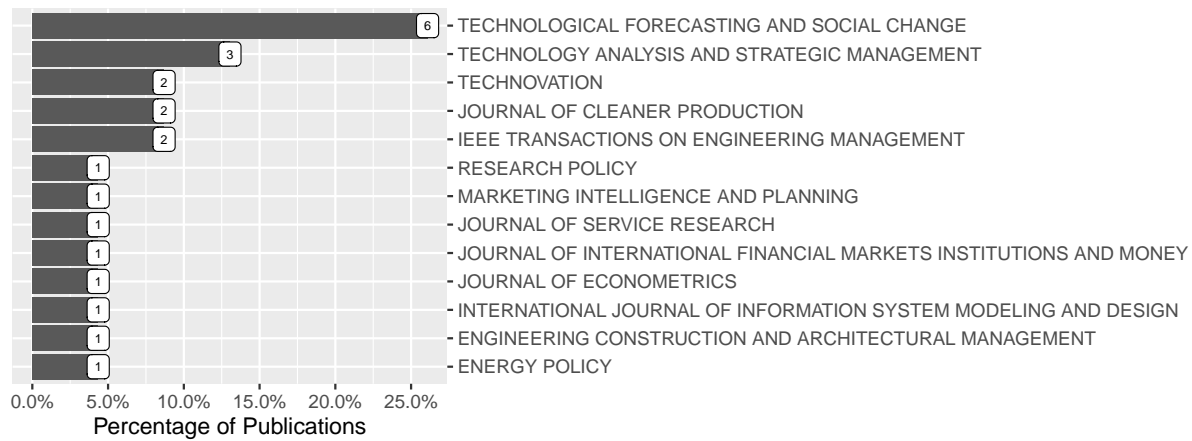 6 TECHNOLOGICAL FORECASTING AND SOCIAL CHANGE
3 TECHNOLOGY ANALYSIS AND STRATEGIC MANAGEMENT
2 TECHNOVATION
2 JOURNAL OF CLEANER PRODUCTION
2 IEEE TRANSACTIONS ON ENGINEERING MANAGEMENT
1 RESEARCH POLICY
1 MARKETING INTELLIGENCE AND PLANNING
1 JOURNAL OF SERVICE RESEARCH
1 JOURNAL OF INTERNATIONAL FINANCIAL MARKETS INSTITUTIONS AND MONEY
1 JOURNAL OF ECONOMETRICS
1 INTERNATIONAL JOURNAL OF INFORMATION SYSTEM MODELING AND DESIGN
1 ENGINEERING CONSTRUCTION AND ARCHITECTURAL MANAGEMENT
1 ENERGY POLICY
0.0% 5.0% 10.0% 15.0% 20.0% 25.0%
Percentage of Publications